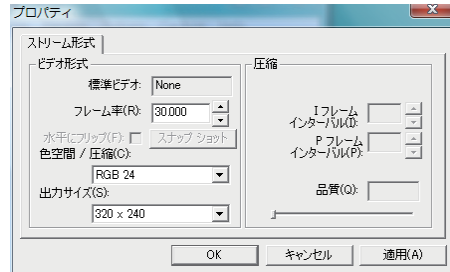 プロパティ
ストリーム形式
ビデオ形式
標準ビデオ: None
フレーム率(R): 30.000
水平にフリップ(F): スナップ ショット
色空間 / 圧縮(C):
RGB 24
出力サイズ(S):
320 x 240
圧縮
I フレーム
インターバル(I):
P フレーム
インターバル(P):
品質(Q):
OK キャンセル 適用(A)